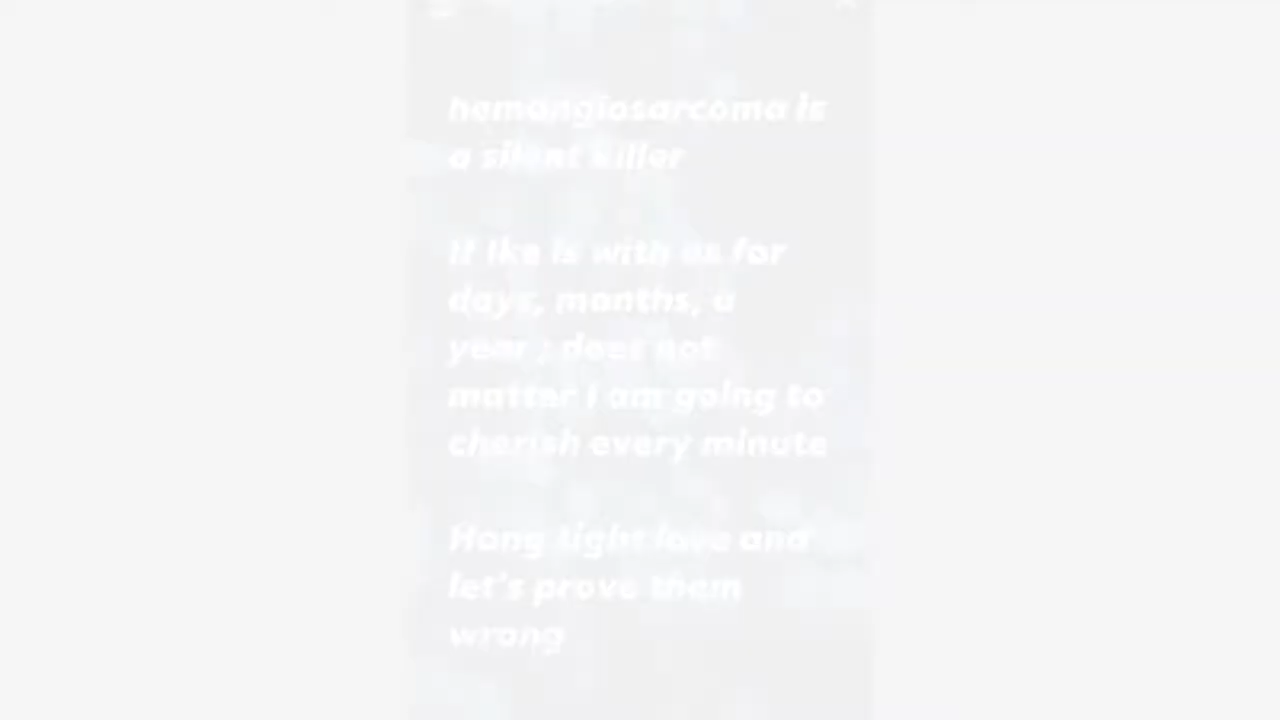 hemangiosarcoma is
a silent killer
If Ike is with us for
days, months, a
year ; does not
matter I am going to
cherish every minute
Hang tight love and
let's prove them
wrong